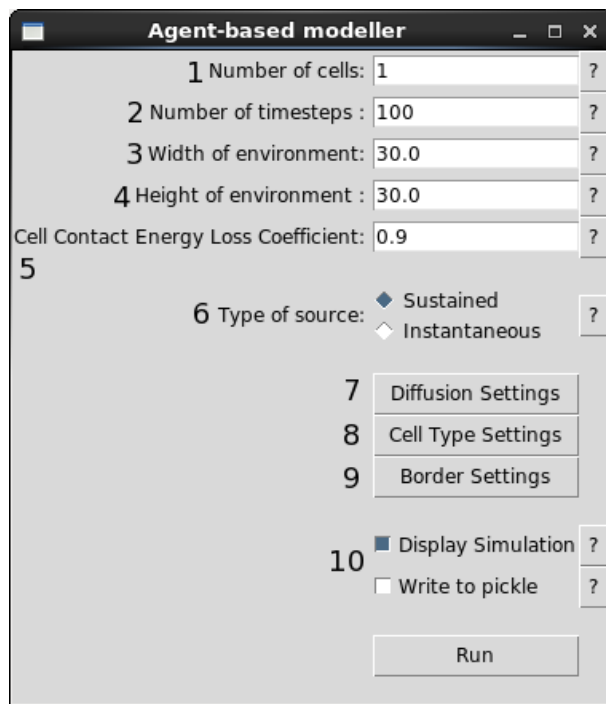 Agent-based modeller
1 Number of cells: 1 ?
2 Number of timesteps : 100 ?
3 Width of environment: 30.0 ?
4 Height of environment : 30.0 ?
Cell Contact Energy Loss Coefficient: 0.9 ?
5
6 Type of source: Sustained ?
Instantaneous
7 Diffusion Settings
8 Cell Type Settings
9 Border Settings
10 Display Simulation ?
Write to pickle ?
Run